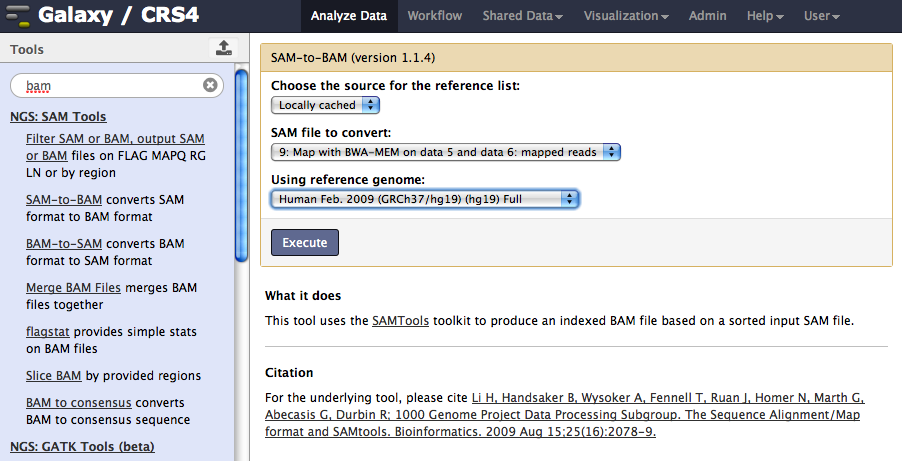 Galaxy / CRS4
Analyze Data Workflow Shared Data Visualization Admin Help User
Tools
bam
NGS: SAM Tools
Filter SAM or BAM, output SAM
or BAM files on FLAG MAPQ RG
LN or by region
SAM-to-BAM converts SAM
format to BAM format
BAM-to-SAM converts BAM
format to SAM format
Merge BAM Files merges BAM
files together
flagstat provides simple stats
on BAM files
Slice BAM by provided regions
BAM to consensus converts
BAM to consensus sequence
NGS: GATK Tools (beta)
SAM-to-BAM (version 1.1.4)
Choose the source for the reference list:
Locally cached
SAM file to convert:
9: Map with BWA-MEM on data 5 and data 6: mapped reads
Using reference genome:
Human Feb. 2009 (GRCh37/hg19) (hg19) Full
Execute
What it does
This tool uses the SAMTools toolkit to produce an indexed BAM file based on a sorted input SAM file.
Citation
For the underlying tool, please cite Li H, Handsaker B, Wysoker A, Fennell T, Ruan J, Homer N, Marth G,
Abecasis G, Durbin R; 1000 Genome Project Data Processing Subgroup. The Sequence Alignment/Map
format and SAMtools. Bioinformatics. 2009 Aug 15;25(16):2078-9.